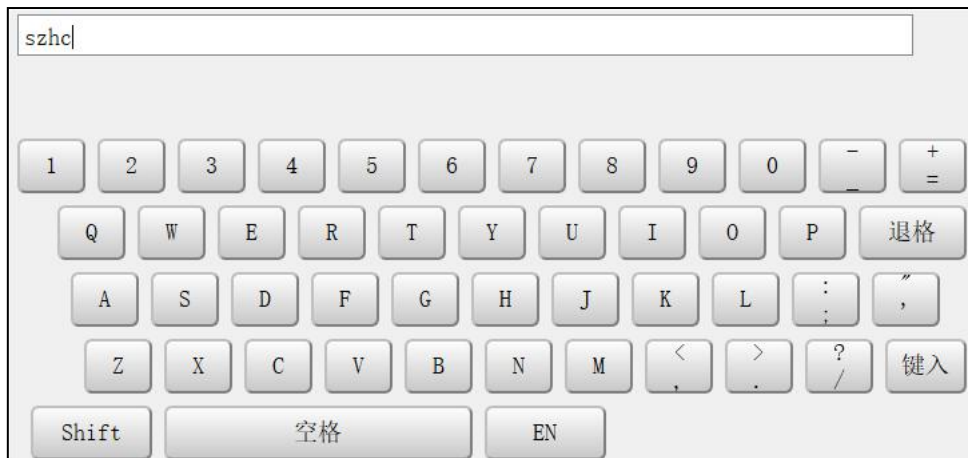 szhc
1 2 3 4 5 6 7 8 9 0 - _ + =
Q W E R T Y U I O P 退格
A S D F G H J K L : ; " ,
Z X C V B N M < , > . ? / 键入
Shift 空格 EN